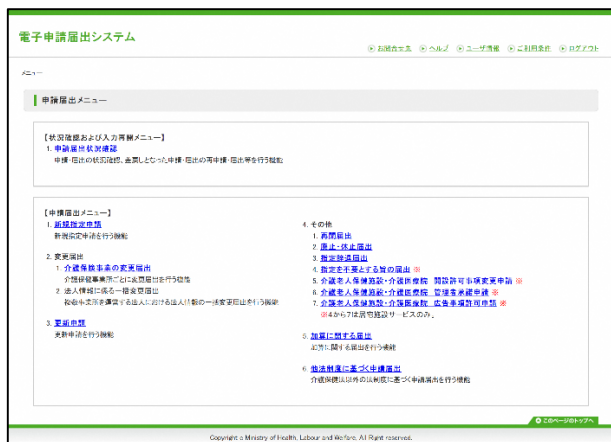 電子申請届出システム
お問合せ先 ヘルプ ユーザ情報 ご利用条件 ログアウト
メニュー
申請届出メニュー
【状況確認および入力再開メニュー】
1. 申請届出状況確認
申請・届出の状況確認、差戻しとなった申請・届出の再申請・届出等を行う機能
【申請届出メニュー】
1. 新規指定申請
新規指定申請を行う機能
2. 変更届出
1. 介護保険事業の変更届出
介護保険事業所ごとに変更届出を行う機能
2. 法人情報に係る一括変更届出
複数事業所を運営する法人における法人情報の一括変更届出を行う機能
3. 更新申請
更新申請を行う機能
4. その他
1. 再開届出
2. 廃止・休止届出
3. 指定辞退届出
4. 指定を不要とする旨の届出 ※
5. 介護老人保健施設・介護医療院 開設許可事項変更申請 ※
6. 介護老人保健施設・介護医療院 管理者承認申請 ※
7. 介護老人保健施設・介護医療院 広告事項許可申請 ※
※4から7は居宅施設サービスのみ。
5. 加算に関する届出
加算に関する届出を行う機能
6. 他法制度に基づく申請届出
介護保険法以外の法制度に基づく申請届出を行う機能
このページのトップへ
Copyright © Ministry of Health, Labour and Welfare, All Right reserved.